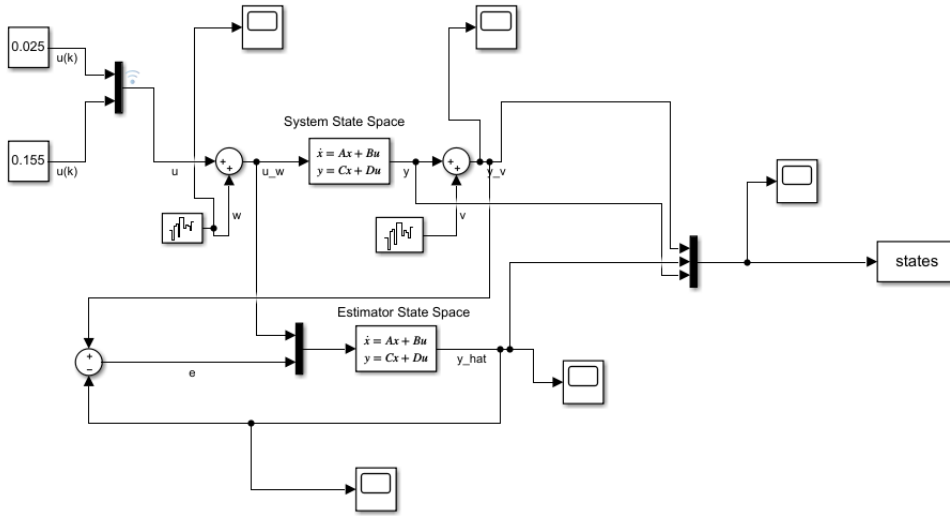 0.025
u(k)
0.155
u(k)
u
+
+
w
u_w
System State Space
ẋ = Ax + Bu
y = Cx + Du
y
+
+
v
y_v
states
+
−
e
Estimator State Space
ẋ = Ax + Bu
y = Cx + Du
y_hat